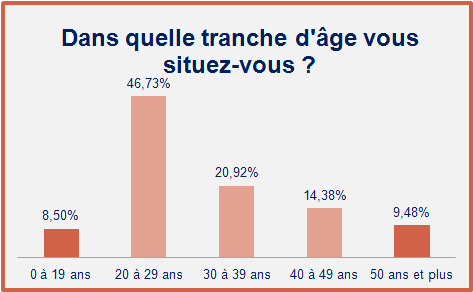 Dans quelle tranche d'âge vous
situez-vous ?
46,73%
20,92%
14,38%
9,48%
8,50%
0 à 19 ans
20 à 29 ans
30 à 39 ans
40 à 49 ans
50 ans et plus